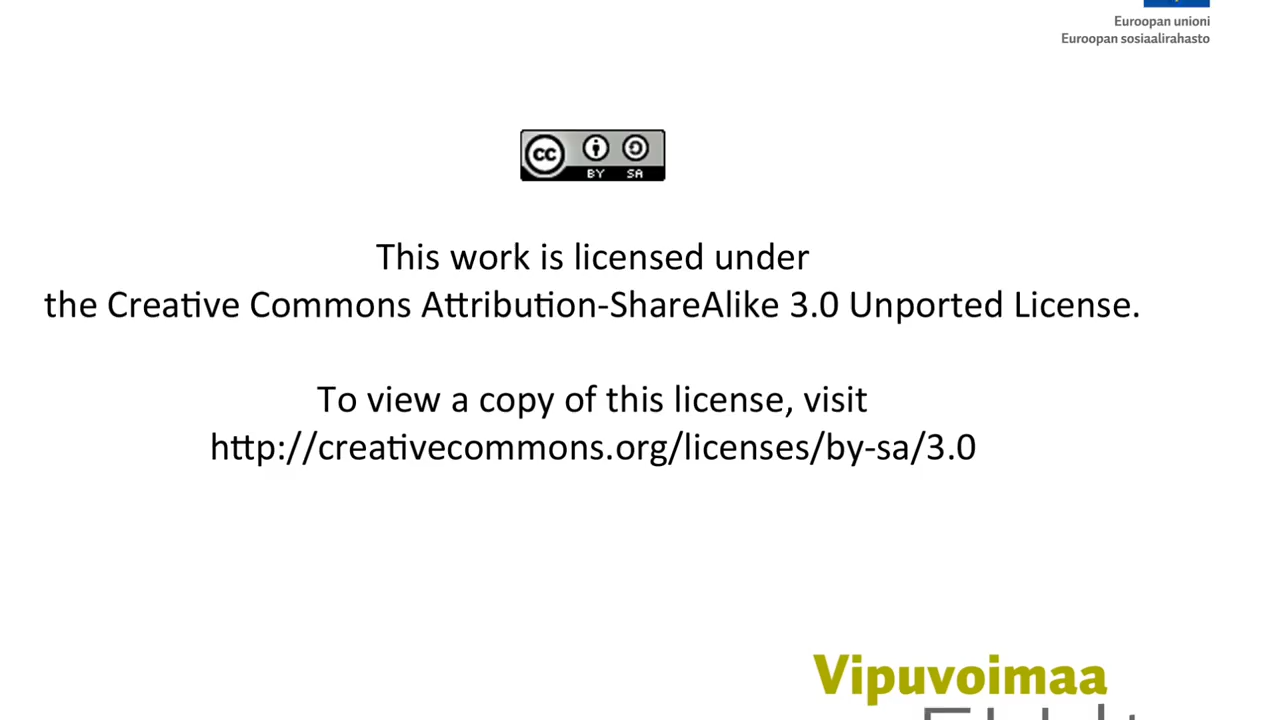 Euroopan unioni
Euroopan sosiaalirahasto
cc BY SA
This work is licensed under
the Creative Commons Attribution-ShareAlike 3.0 Unported License.
To view a copy of this license, visit
http://creativecommons.org/licenses/by-sa/3.0
Vipuvoimaa